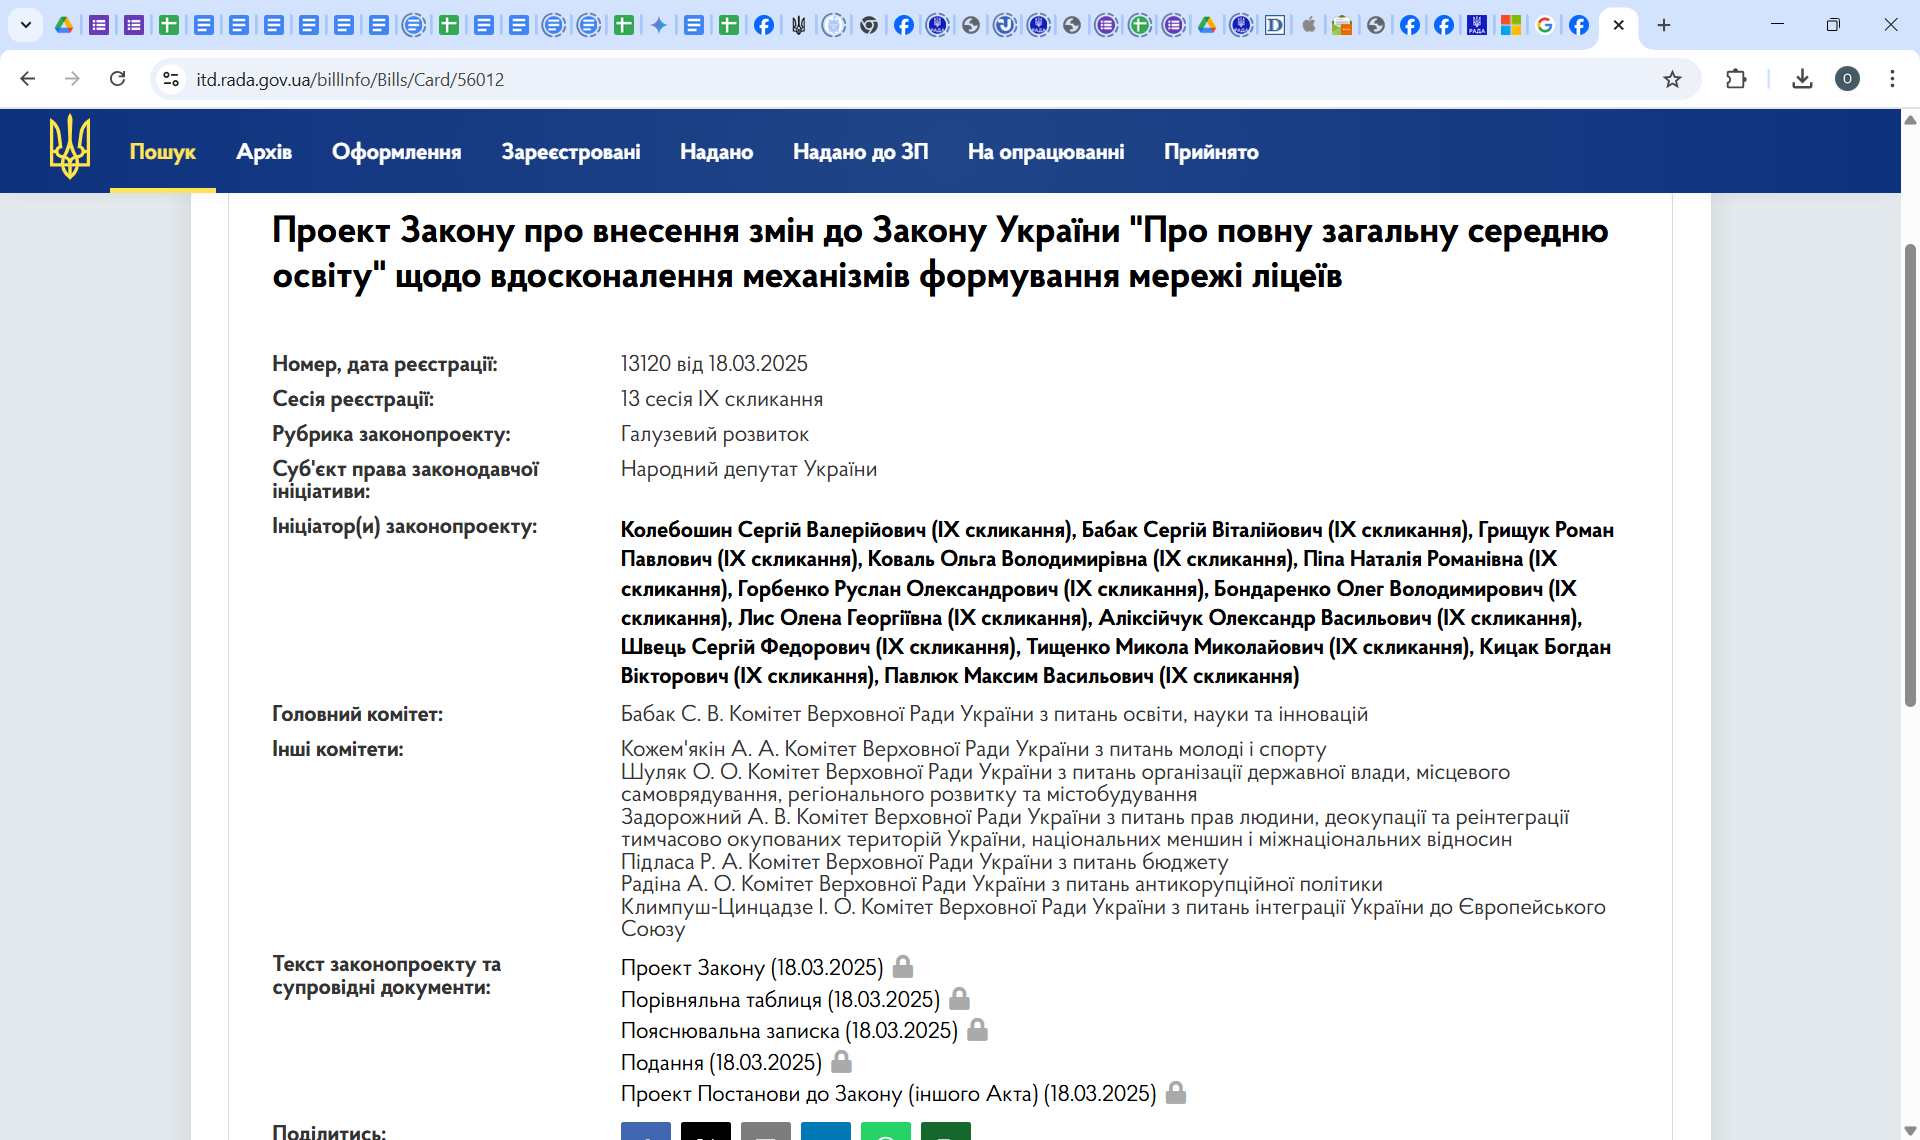 itd.rada.gov.ua/billInfo/Bills/Card/56012
O
Пошук Архів Оформлення Зареєстровані Надано Надано до ЗП На опрацюванні Прийнято
Проект Закону про внесення змін до Закону України "Про повну загальну середню
освіту" щодо вдосконалення механізмів формування мережі ліцеїв
Номер, дата реєстрації: 13120 від 18.03.2025
Сесія реєстрації: 13 сесія IX скликання
Рубрика законопроекту: Галузевий розвиток
Суб'єкт права законодавчої Народний депутат України
ініціативи:
Ініціатор(и) законопроекту: Колебошин Сергій Валерійович (IX скликання), Бабак Сергій Віталійович (IX скликання), Грищук Роман
Павлович (IX скликання), Коваль Ольга Володимирівна (IX скликання), Піпа Наталія Романівна (IX
скликання), Горбенко Руслан Олександрович (IX скликання), Бондаренко Олег Володимирович (IX
скликання), Лис Олена Георгіївна (IX скликання), Аліксійчук Олександр Васильович (IX скликання),
Швець Сергій Федорович (IX скликання), Тищенко Микола Миколайович (IX скликання), Кицак Богдан
Вікторович (IX скликання), Павлюк Максим Васильович (IX скликання)
Головний комітет: Бабак С. В. Комітет Верховної Ради України з питань освіти, науки та інновацій
Інші комітети: Кожем'якін А. А. Комітет Верховної Ради України з питань молоді і спорту
Шуляк О. О. Комітет Верховної Ради України з питань організації державної влади, місцевого
самоврядування, регіонального розвитку та містобудування
Задорожний А. В. Комітет Верховної Ради України з питань прав людини, деокупації та реінтеграції
тимчасово окупованих територій України, національних меншин і міжнаціональних відносин
Підласа Р. А. Комітет Верховної Ради України з питань бюджету
Радіна А. О. Комітет Верховної Ради України з питань антикорупційної політики
Климпуш-Цинцадзе І. О. Комітет Верховної Ради України з питань інтеграції України до Європейського
Союзу
Текст законопроекту та
супровідні документи:
Проект Закону (18.03.2025)
Порівняльна таблиця (18.03.2025)
Пояснювальна записка (18.03.2025)
Подання (18.03.2025)
Проект Постанови до Закону (іншого Акта) (18.03.2025)
Поділитись: